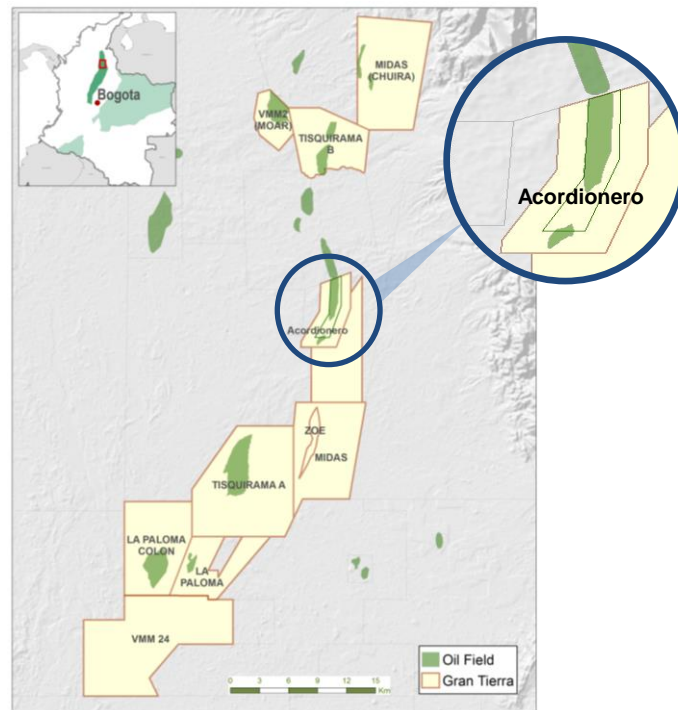 Bogota
MIDAS
(CHUIRA)
VMM2
(MOAR)
TISQUIRAMA
B
Acordionero
Acordionero
ZOE
MIDAS
TISQUIRAMA A
LA PALOMA
COLON
LA
PALOMA
VMM 24
Oil Field
Gran Tierra
0 3 6 9 12 15
Km